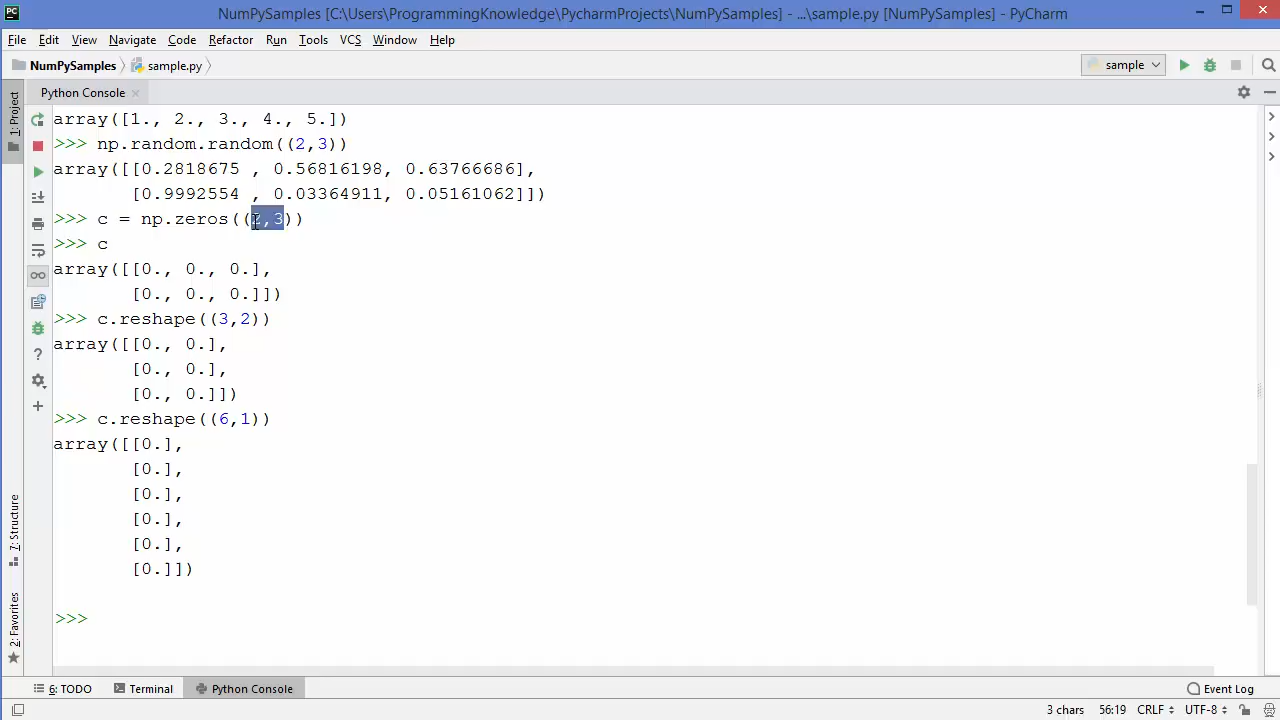 PC
NumPySamples [C:\Users\ProgrammingKnowledge\PycharmProjects\NumPySamples] - ...\sample.py [NumPySamples] - PyCharm
File Edit View Navigate Code Refactor Run Tools VCS Window Help
NumPySamples sample.py sample
1: Project
Python Console
array([1., 2., 3., 4., 5.])
>>> np.random.random((2,3))
array([[0.2818675 , 0.56816198, 0.63766686],
[0.9992554 , 0.03364911, 0.05161062]])
>>> c = np.zeros((2,3))
>>> c
array([[0., 0., 0.],
[0., 0., 0.]])
>>> c.reshape((3,2))
array([[0., 0.],
[0., 0.],
[0., 0.]])
>>> c.reshape((6,1))
array([[0.],
[0.],
[0.],
[0.],
[0.],
[0.]])
>>>
7: Structure
2: Favorites
6: TODO Terminal Python Console Event Log
3 chars 56:19 CRLF UTF-8